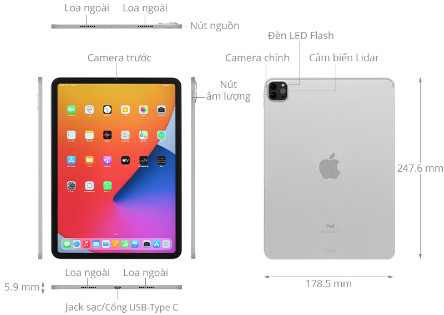 Loa ngoài
Loa ngoài
Nút nguồn
Đèn LED Flash
Camera trước
Camera chính
Cảm biến Lidar
Nút
âm lượng
247.6 mm
iPad
178.5 mm
5.9 mm
Loa ngoài
Loa ngoài
Jack sạc/Cổng USB-Type C